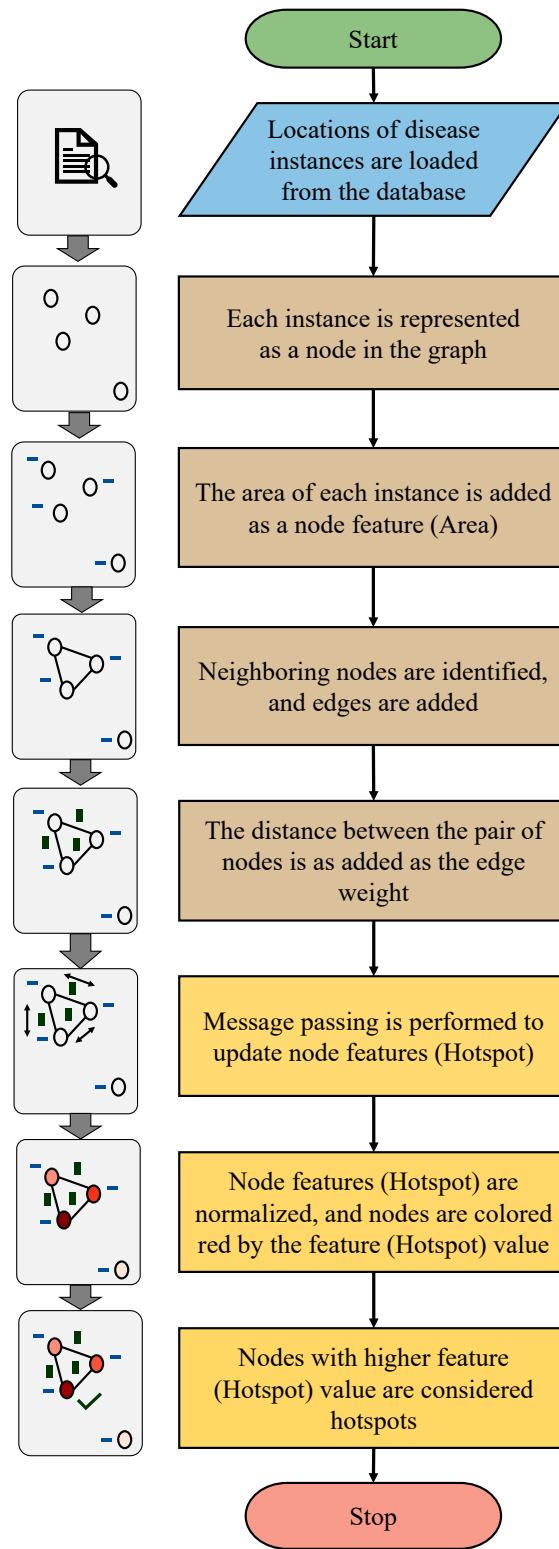 Start
Locations of disease
instances are loaded
from the database
Each instance is represented
as a node in the graph
The area of each instance is added
as a node feature (Area)
Neighboring nodes are identified,
and edges are added
The distance between the pair of
nodes is as added as the edge
weight
Message passing is performed to
update node features (Hotspot)
Node features (Hotspot) are
normalized, and nodes are colored
red by the feature (Hotspot) value
Nodes with higher feature
(Hotspot) value are considered
hotspots
Stop